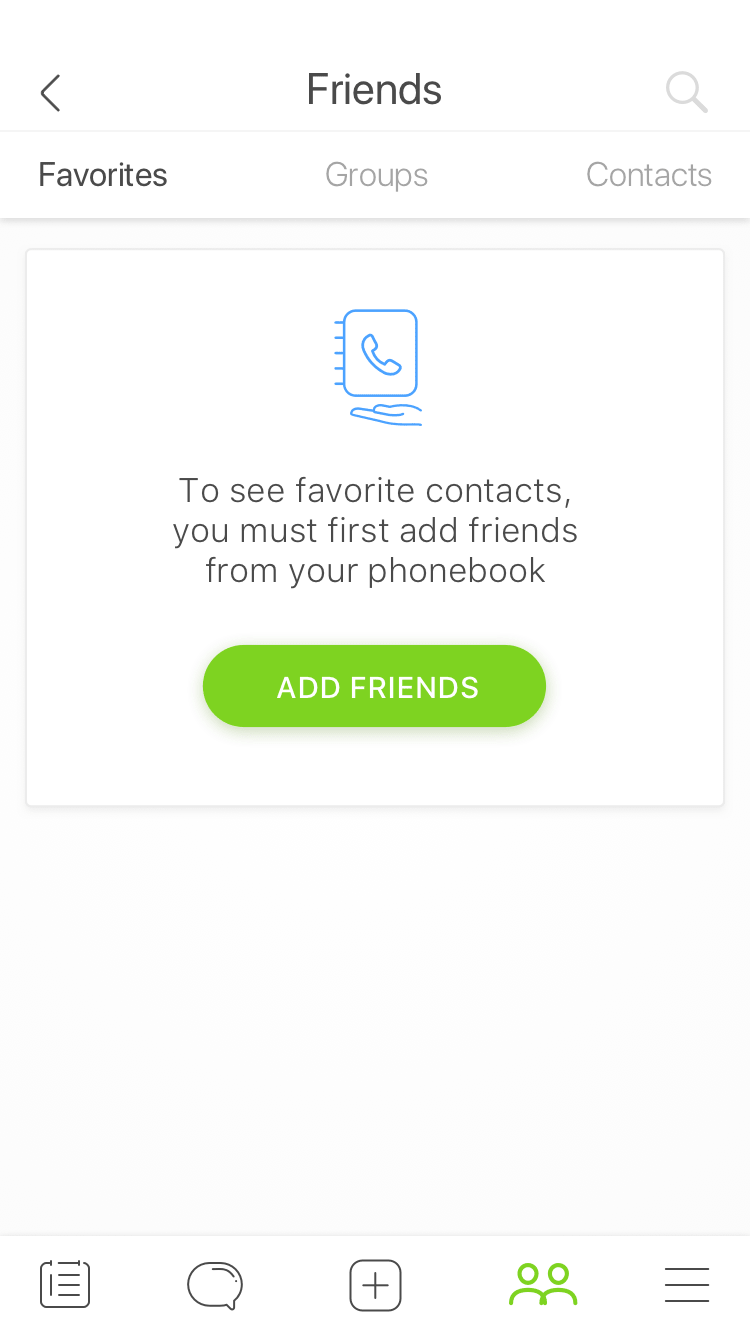 Friends
Favorites Groups Contacts
To see favorite contacts,
you must first add friends
from your phonebook
ADD FRIENDS